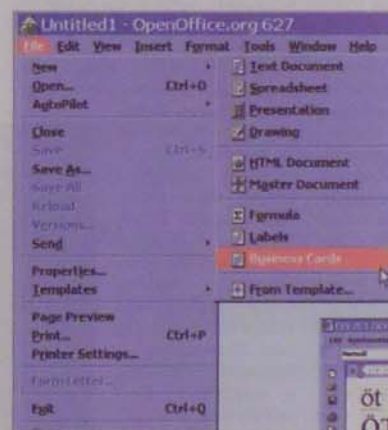 Untitled1 - OpenOffice.org 627
File Edit View Insert Format Tools Window Help
New
Open... Ctrl+O
AutoPilot
Close
Save Ctrl+S
Save As...
Save All
Reload
Versions...
Send
Properties...
Templates
Page Preview
Print... Ctrl+P
Printer Settings...
Form Letter...
Exit Ctrl+Q
Text Document
Spreadsheet
Presentation
Drawing
HTML Document
Master Document
Formula
Labels
Business Cards
From Template...
öt